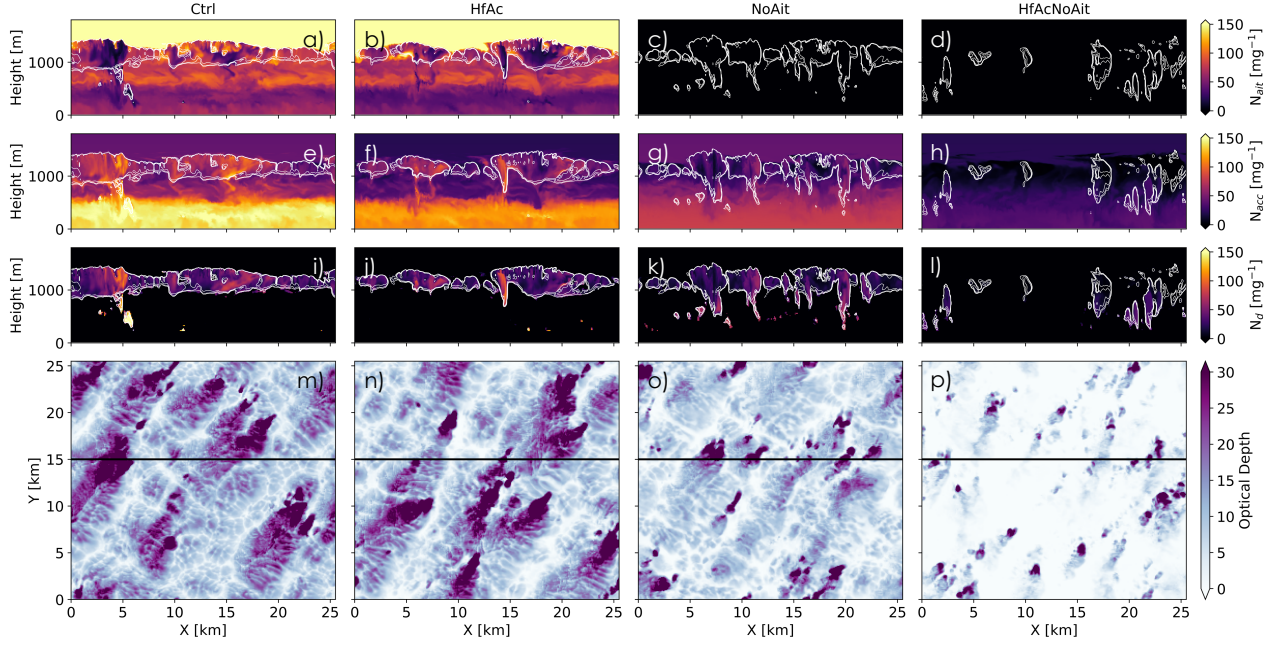 Ctrl HfAc NoAit HfAcNoAit
a) b) c) d)
Height [m]
1000
0
150
100
50
0
N_ait [mg⁻¹]
e) f) g) h)
Height [m]
1000
0
150
100
50
0
N_acc [mg⁻¹]
i) j) k) l)
Height [m]
1000
0
150
100
50
0
N_d [mg⁻¹]
m) n) o) p)
Y [km]
25
20
15
10
5
0
30
25
20
15
10
5
0
Optical Depth
0 5 10 15 20 25 0 5 10 15 20 25 0 5 10 15 20 25 0 5 10 15 20 25
X [km] X [km] X [km] X [km]